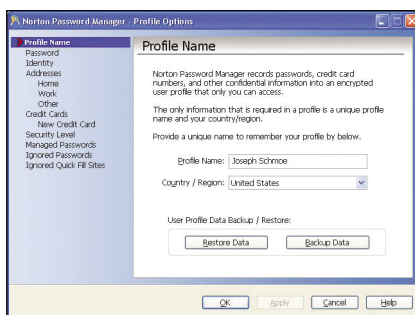 Norton Password Manager - Profile Options
Profile Name
Password
Identity
Addresses
Home
Work
Other
Credit Cards
New Credit Card
Security Level
Managed Passwords
Ignored Passwords
Ignored Quick Fill Sites
Profile Name
Norton Password Manager records passwords, credit card
numbers, and other confidential information into an encrypted
user profile that only you can access.
The only information that is required in a profile is a unique profile
name and your country/region.
Provide a unique name to remember your profile by below.
Profile Name: Joseph Schmoe
Country / Region: United States
User Profile Data Backup / Restore:
Restore Data Backup Data
OK Apply Cancel Help